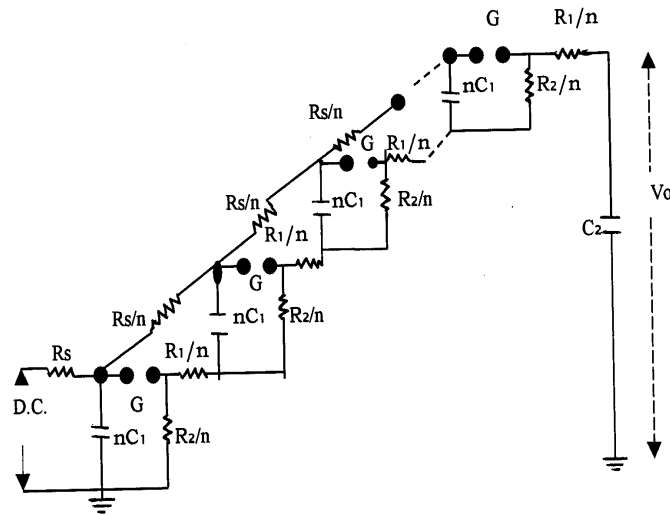 G
R1/n
nC1
R2/n
Rs/n
G
R1/n
nC1
R2/n
Vo
C2
Rs/n
R1/n
G
nC1
R2/n
Rs/n
Rs
R1/n
D.C.
G
nC1
R2/n